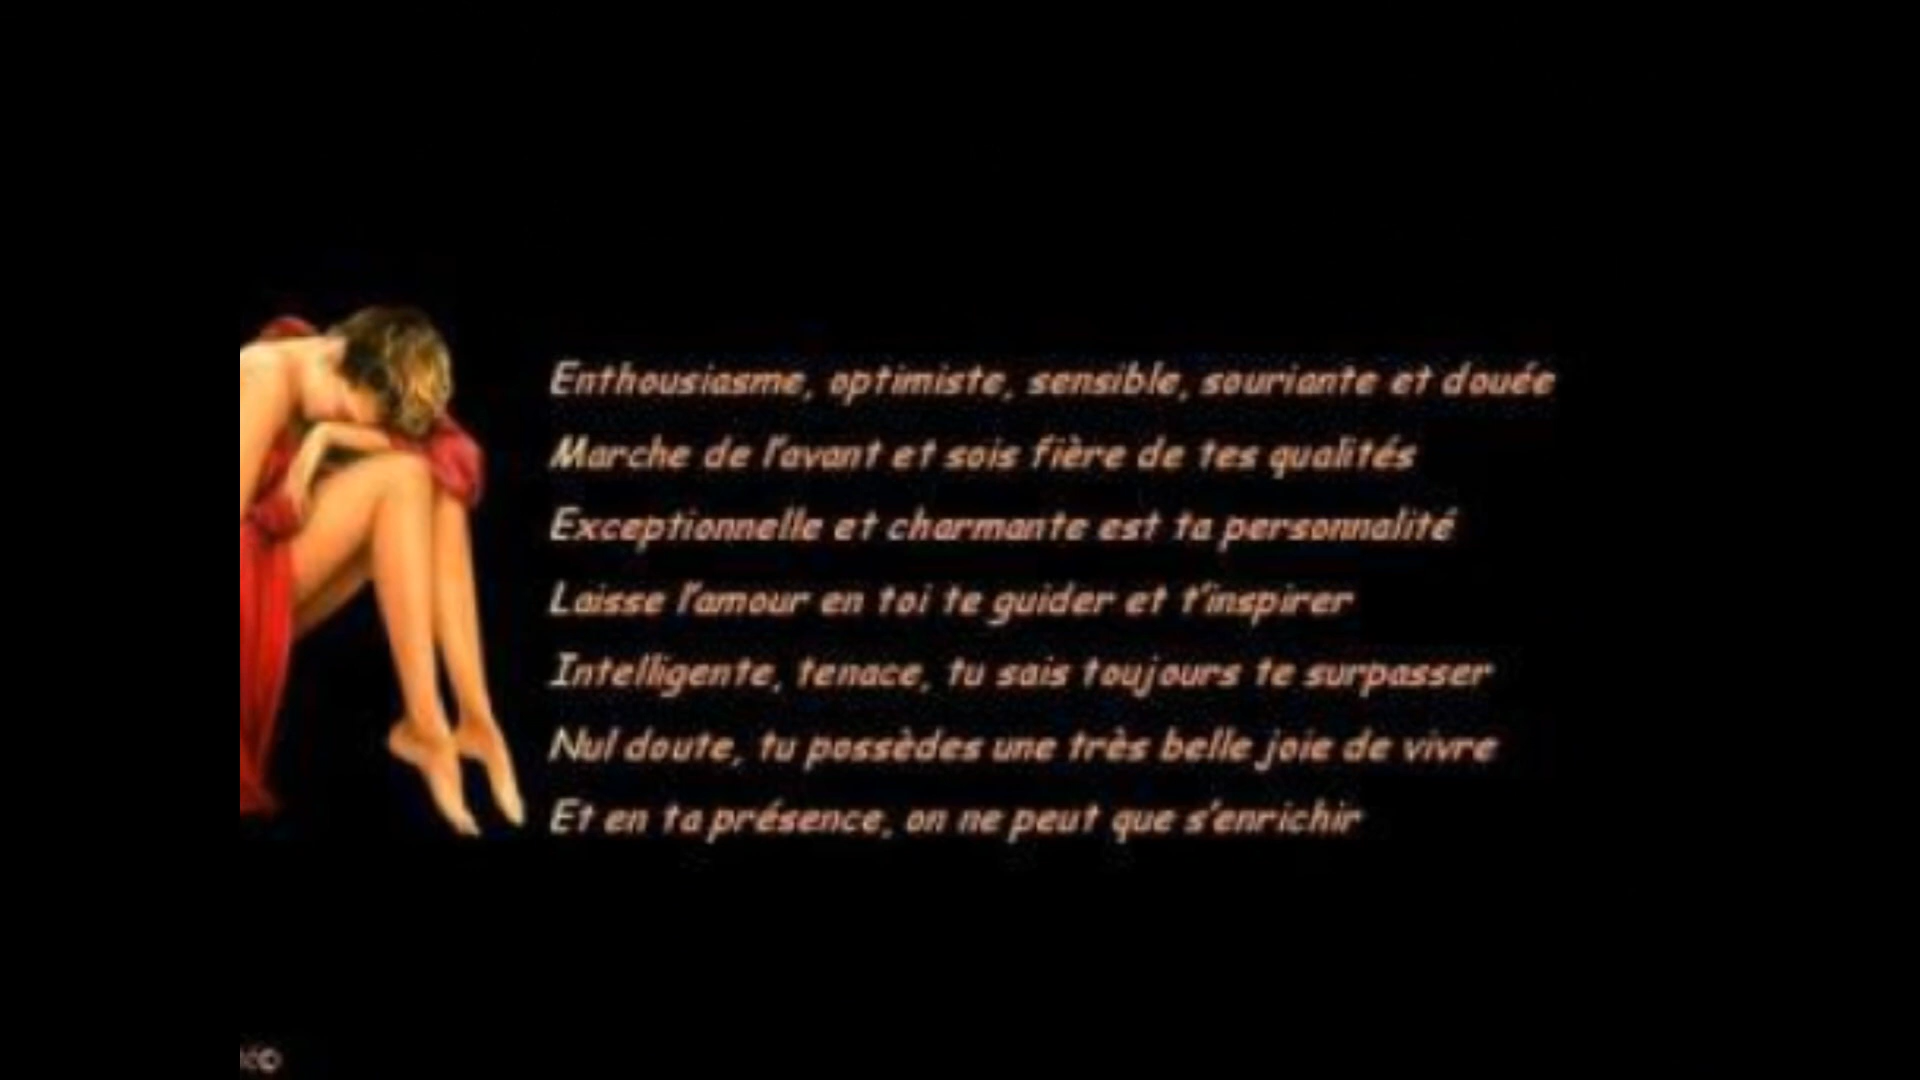 Enthousiasme, optimiste, sensible, souriante et douée
Marche de l'avant et sois fière de tes qualités
Exceptionnelle et charmante est ta personnalité
Laisse l'amour en toi te guider et t'inspirer
Intelligente, tenace, tu sais toujours te surpasser
Nul doute, tu possèdes une très belle joie de vivre
Et en ta présence, on ne peut que s'enrichir